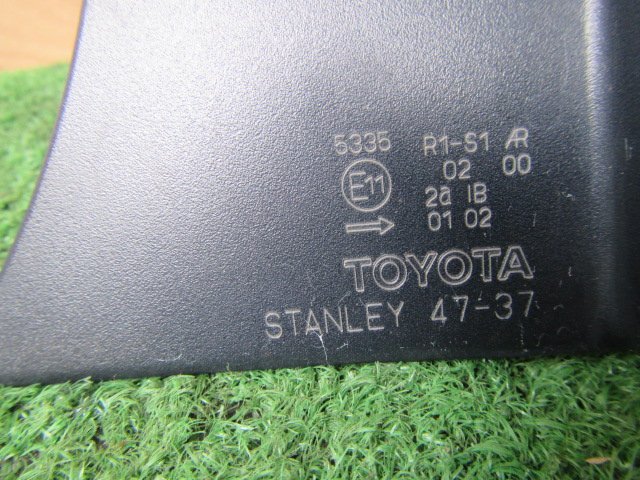 5335 R1-S1 AR
E11 02 00
2a IB
→ 01 02
TOYOTA
STANLEY 47-37